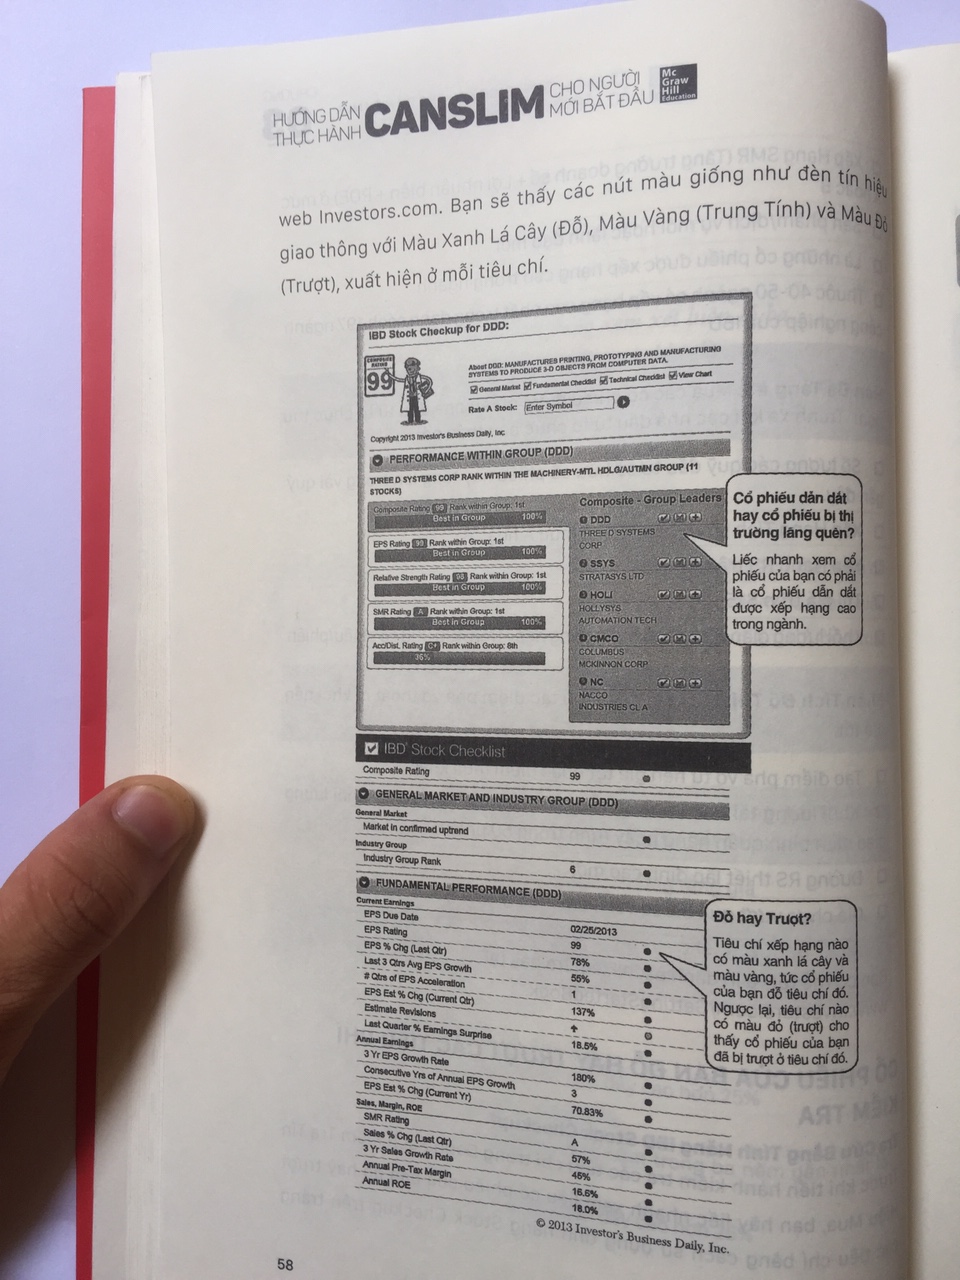 HƯỚNG DẪN
THỰC HÀNH
CANSLIM
CHO NGƯỜI
MỚI BẮT ĐẦU
Mc
Graw
Hill
Education
web Investors.com. Bạn sẽ thấy các nút màu giống như đèn tín hiệu
giao thông với Màu Xanh Lá Cây (Đỗ), Màu Vàng (Trung Tính) và Màu Đỏ
(Trượt), xuất hiện ở mỗi tiêu chí.
IBD Stock Checkup for DDD:
COMPOSITE
RATING
99
About DDD: MANUFACTURES PRINTING, PROTOTYPING AND MANUFACTURING
SYSTEMS TO PRODUCE 3-D OBJECTS FROM COMPUTER DATA.
General Market Fundamental Checklist Technical Checklist View Chart
Rate A Stock: Enter Symbol
Copyright 2013 Investor's Business Daily, Inc
PERFORMANCE WITHIN GROUP (DDD)
THREE D SYSTEMS CORP RANK WITHIN THE MACHINERY-MTL HDLG/AUTMN GROUP (11
STOCKS)
Composite Rating 99 Rank within Group: 1st
Best in Group 100%
EPS Rating 99 Rank within Group: 1st
Best in Group 100%
Relative Strength Rating Rank within Group: 1st
Best in Group 100%
SMR Rating A Rank within Group: 1st
Best in Group 100%
Acc/Dist. Rating C+ Rank within Group: 8th
36%
Composite - Group Leaders
1 DDD
THREE D SYSTEMS
CORP
2 SSYS
STRATASYS LTD
3 HOLI
HOLLYSYS
AUTOMATION TECH
CMCO
COLUMBUS
MCKINNON CORP
NC
NACCO
INDUSTRIES CL A
Cổ phiếu dẫn dắt
hay cổ phiếu bị thị
trường lãng quên?
Liếc nhanh xem cổ
phiếu của bạn có phải
là cổ phiếu dẫn dắt
được xếp hạng cao
trong ngành.
IBD® Stock Checklist
Composite Rating 99
GENERAL MARKET AND INDUSTRY GROUP (DDD)
General Market
Market in confirmed uptrend
Industry Group
Industry Group Rank 6
FUNDAMENTAL PERFORMANCE (DDD)
Current Earnings
EPS Due Date 02/25/2013
EPS Rating 99
EPS % Chg (Last Qtr) 78%
Last 3 Qtrs Avg EPS Growth 55%
# Qtrs of EPS Acceleration 1
EPS Est % Chg (Current Qtr) 137%
Estimate Revisions ↑
Last Quarter % Earnings Surprise 18.5%
Annual Earnings
3 Yr EPS Growth Rate 180%
Consecutive Yrs of Annual EPS Growth 3
EPS Est % Chg (Current Yr) 70.83%
Sales, Margin, ROE
SMR Rating A
Sales % Chg (Last Qtr) 57%
3 Yr Sales Growth Rate 45%
Annual Pre-Tax Margin 16.6%
Annual ROE 18.0%
Đỗ hay Trượt?
Tiêu chí xếp hạng nào
có màu xanh lá cây và
màu vàng, tức cổ phiếu
của bạn đỗ tiêu chí đó.
Ngược lại, tiêu chí nào
có màu đỏ (trượt) cho
thấy cổ phiếu của bạn
đã bị trượt ở tiêu chí đó.
© 2013 Investor's Business Daily, Inc.
58